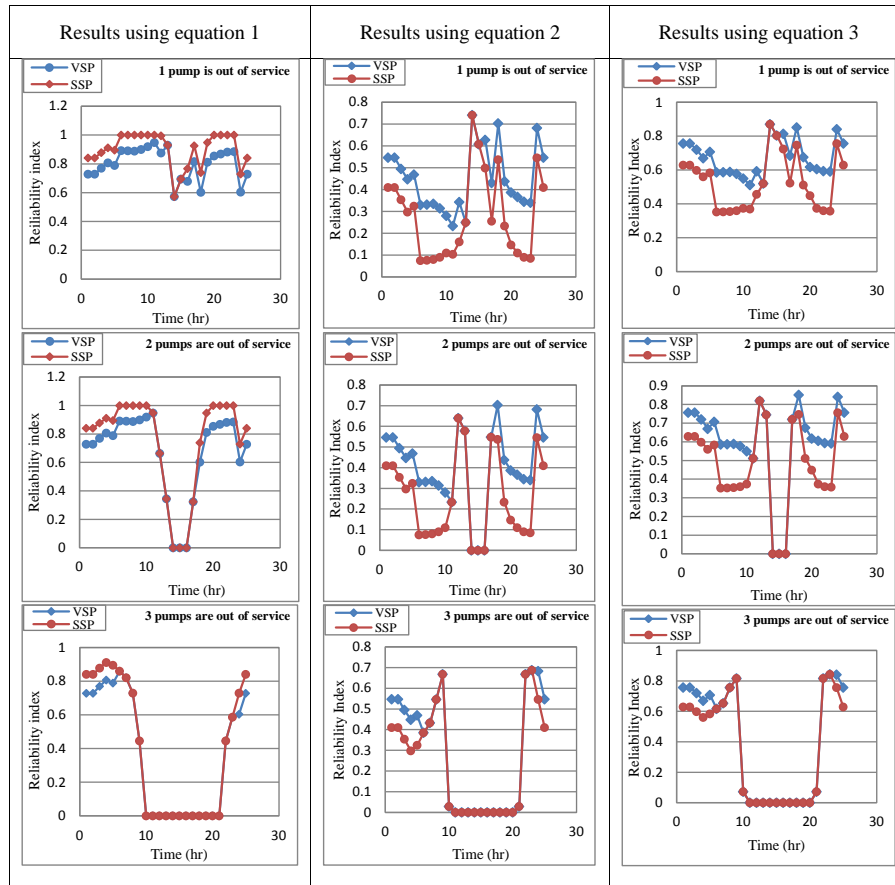 Results using equation 1
Results using equation 2
Results using equation 3
VSP
SSP
1 pump is out of service
Reiliability index
1.2
1
0.8
0.6
0.4
0.2
0
0
10
20
30
Time (hr)
VSP
SSP
1 pump is out of service
Reliability Index
0.8
0.7
0.6
0.5
0.4
0.3
0.2
0.1
0
0
10
20
30
Time (hr)
VSP
SSP
1 pump is out of service
Reliability Index
1
0.8
0.6
0.4
0.2
0
0
10
20
30
Time (hr)
VSP
SSP
2 pumps are out of service
Reliability index
1.2
1
0.8
0.6
0.4
0.2
0
0
10
20
30
Time (hr)
VSP
SSP
2 pumps are out of service
Reliability Index
0.8
0.7
0.6
0.5
0.4
0.3
0.2
0.1
0
0
10
20
30
Time (hr)
VSP
SSP
2 pumps are out of service
Reliability Index
0.9
0.8
0.7
0.6
0.5
0.4
0.3
0.2
0.1
0
0
10
20
30
Time (hr)
VSP
SSP
3 pumps are out of service
Reliability index
1
0.8
0.6
0.4
0.2
0
0
10
20
30
Time (hr)
VSP
SSP
3 pumps are out of service
Reliability Index
0.8
0.7
0.6
0.5
0.4
0.3
0.2
0.1
0
0
10
20
30
Time (hr)
VSP
SSP
3 pumps are out of service
Reliability Index
1
0.8
0.6
0.4
0.2
0
0
10
20
30
Time (hr)